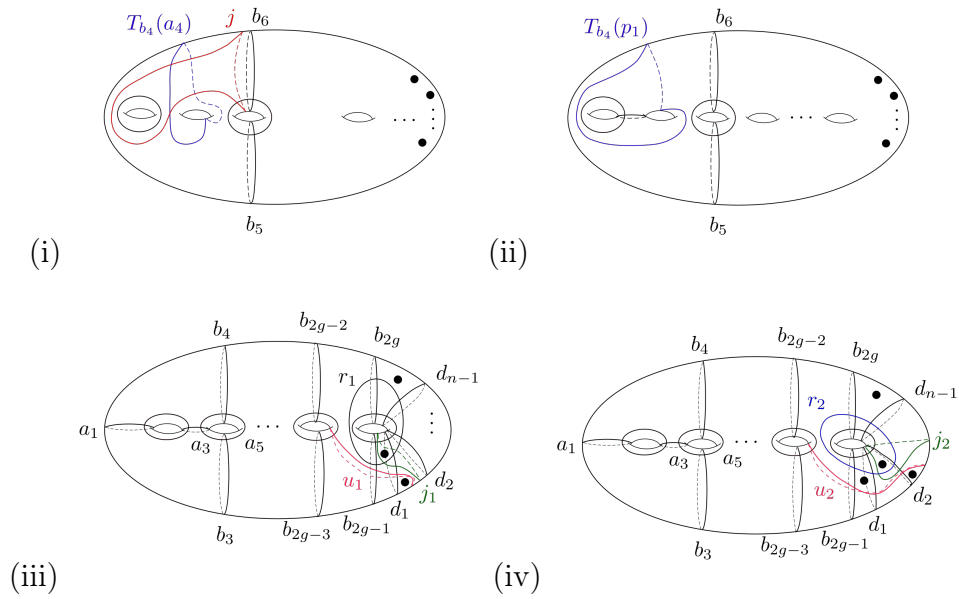 T_{b_4}(a_4) j b_6
b_5
(i)
T_{b_4}(p_1) b_6
b_5
(ii)
b_4 b_{2g-2} b_{2g}
r_1 d_{n-1}
a_1 a_3 a_5 ...
u_1 d_2
j_1
b_3 b_{2g-3} b_{2g-1} d_1
(iii)
b_4 b_{2g-2} b_{2g}
r_2 d_{n-1}
a_1 a_3 a_5 ... j_2
u_2 d_2
b_3 b_{2g-3} b_{2g-1} d_1
(iv)